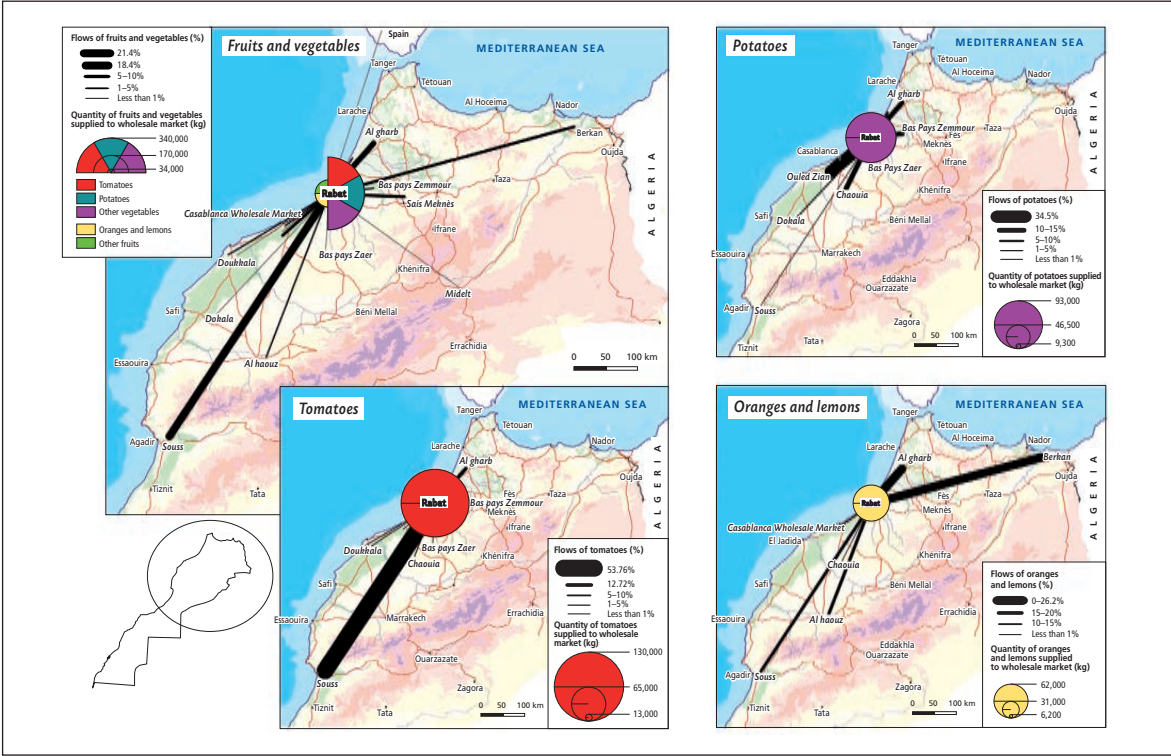 Fruits and vegetables
Flows of fruits and vegetables (%)
21.4%
18.4%
5–10%
1–5%
Less than 1%
Quantity of fruits and vegetables
supplied to wholesale market (kg)
340,000
170,000
34,000
Tomatoes
Potatoes
Other vegetables
Oranges and lemons
Other fruits
Spain
MEDITERRANEAN SEA
Tanger
Tétouan
Larache
Al Hoceima
Nador
Al gharb
Berkan
Oujda
ALGERIA
Bas pays Zemmour
Taza
Rabat
Sais Meknès
Casablanca Wholesale Market
Ifrane
Bas pays Zaer
Doukkala
Khénifra
Midelt
Safi
Dokala
Béni Mellal
Errachidia
Essaouira
Al haouz
0 50 100 km
Agadir
Souss
Tiznit
Tata
Potatoes
MEDITERRANEAN SEA
Tanger
Tétouan
Larache
Al Hoceima
Nador
Al gharb
Oujda
ALGERIA
Rabat
Bas Pays Zemmour
Taza
Fès
Casablanca
Meknès
Ifrane
Bas Pays Zaer
Ouled Zian
Khénifra
Chaouia
Safi
Dokala
Béni Mellal
Essaouira
Marrakech
Eddakhla
Ouarzazate
Agadir
Souss
Zagora
Tiznit
Tata
0 50 100 km
Flows of potatoes (%)
34.5%
10–15%
5–10%
1–5%
Less than 1%
Quantity of potatoes supplied
to wholesale market (kg)
93,000
46,500
9,300
Tomatoes
MEDITERRANEAN SEA
Tanger
Tétouan
Larache
Al Hoceima
Nador
Al gharb
Oujda
ALGERIA
Rabat
Bas pays Zemmour
Fès
Taza
Meknès
Ifrane
Doukkala
Bas pays Zaer
Chaouia
Khénifra
Safi
Essaouira
Marrakech
Errachidia
Ouarzazate
Agadir
Souss
Zagora
Tiznit
Tata
0 50 100 km
Flows of tomatoes (%)
53.76%
12.72%
5–10%
1–5%
Less than 1%
Quantity of tomatoes
supplied to wholesale
market (kg)
130,000
65,000
13,000
Oranges and lemons
MEDITERRANEAN SEA
Tanger
Tétouan
Larache
Al Hoceima
Nador
Al gharb
Berkan
Oujda
ALGERIA
Rabat
Fès
Taza
Meknès
Casablanca Wholesale Market
Ifrane
El Jadida
Khénifra
Chaouia
Safi
Béni Mellal
Al haouz
Essaouira
Errachidia
Eddakhla
Ouarzazate
Agadir
Souss
Zagora
Tiznit
Tata
0 50 100 km
Flows of oranges
and lemons (%)
0–26.2%
15–20%
10–15%
Less than 1%
Quantity of oranges
and lemons supplied
to wholesale market (kg)
62,000
31,000
6,200